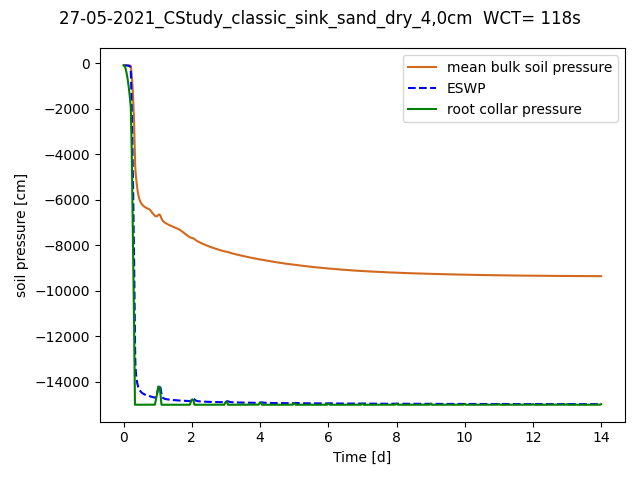 27-05-2021_CStudy_classic_sink_sand_dry_4,0cm  WCT= 118s
mean bulk soil pressure
ESWP
root collar pressure
soil pressure [cm]
0
−2000
−4000
−6000
−8000
−10000
−12000
−14000
0 2 4 6 8 10 12 14
Time [d]